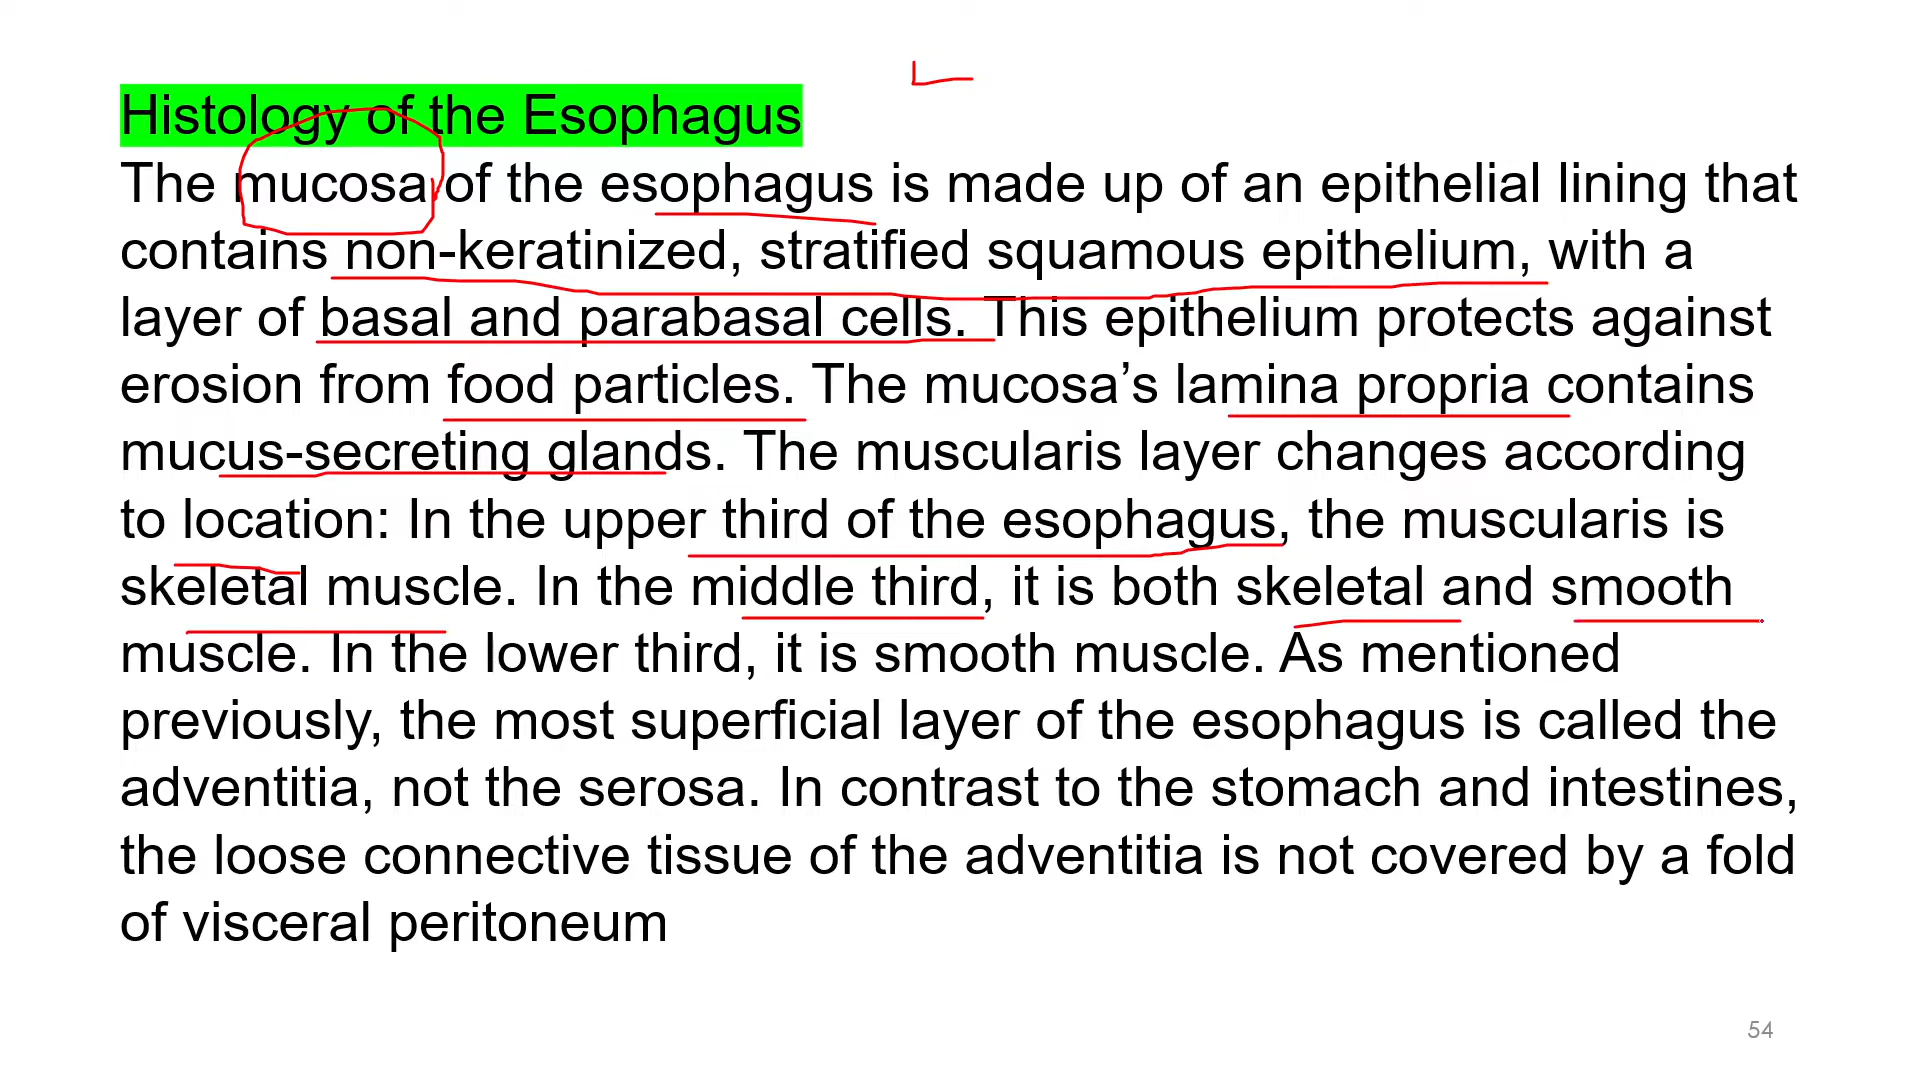 Histology of the Esophagus
The mucosa of the esophagus is made up of an epithelial lining that
contains non-keratinized, stratified squamous epithelium, with a
layer of basal and parabasal cells. This epithelium protects against
erosion from food particles. The mucosa’s lamina propria contains
mucus-secreting glands. The muscularis layer changes according
to location: In the upper third of the esophagus, the muscularis is
skeletal muscle. In the middle third, it is both skeletal and smooth
muscle. In the lower third, it is smooth muscle. As mentioned
previously, the most superficial layer of the esophagus is called the
adventitia, not the serosa. In contrast to the stomach and intestines,
the loose connective tissue of the adventitia is not covered by a fold
of visceral peritoneum
54